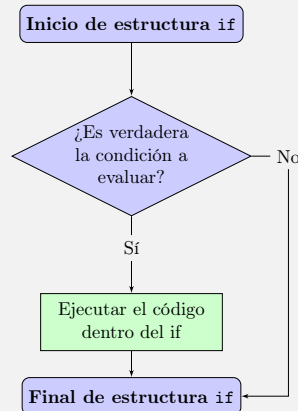 Inicio de estructura if
¿Es verdadera
la condición a
evaluar?
No
Sí
Ejecutar el código
dentro del if
Final de estructura if